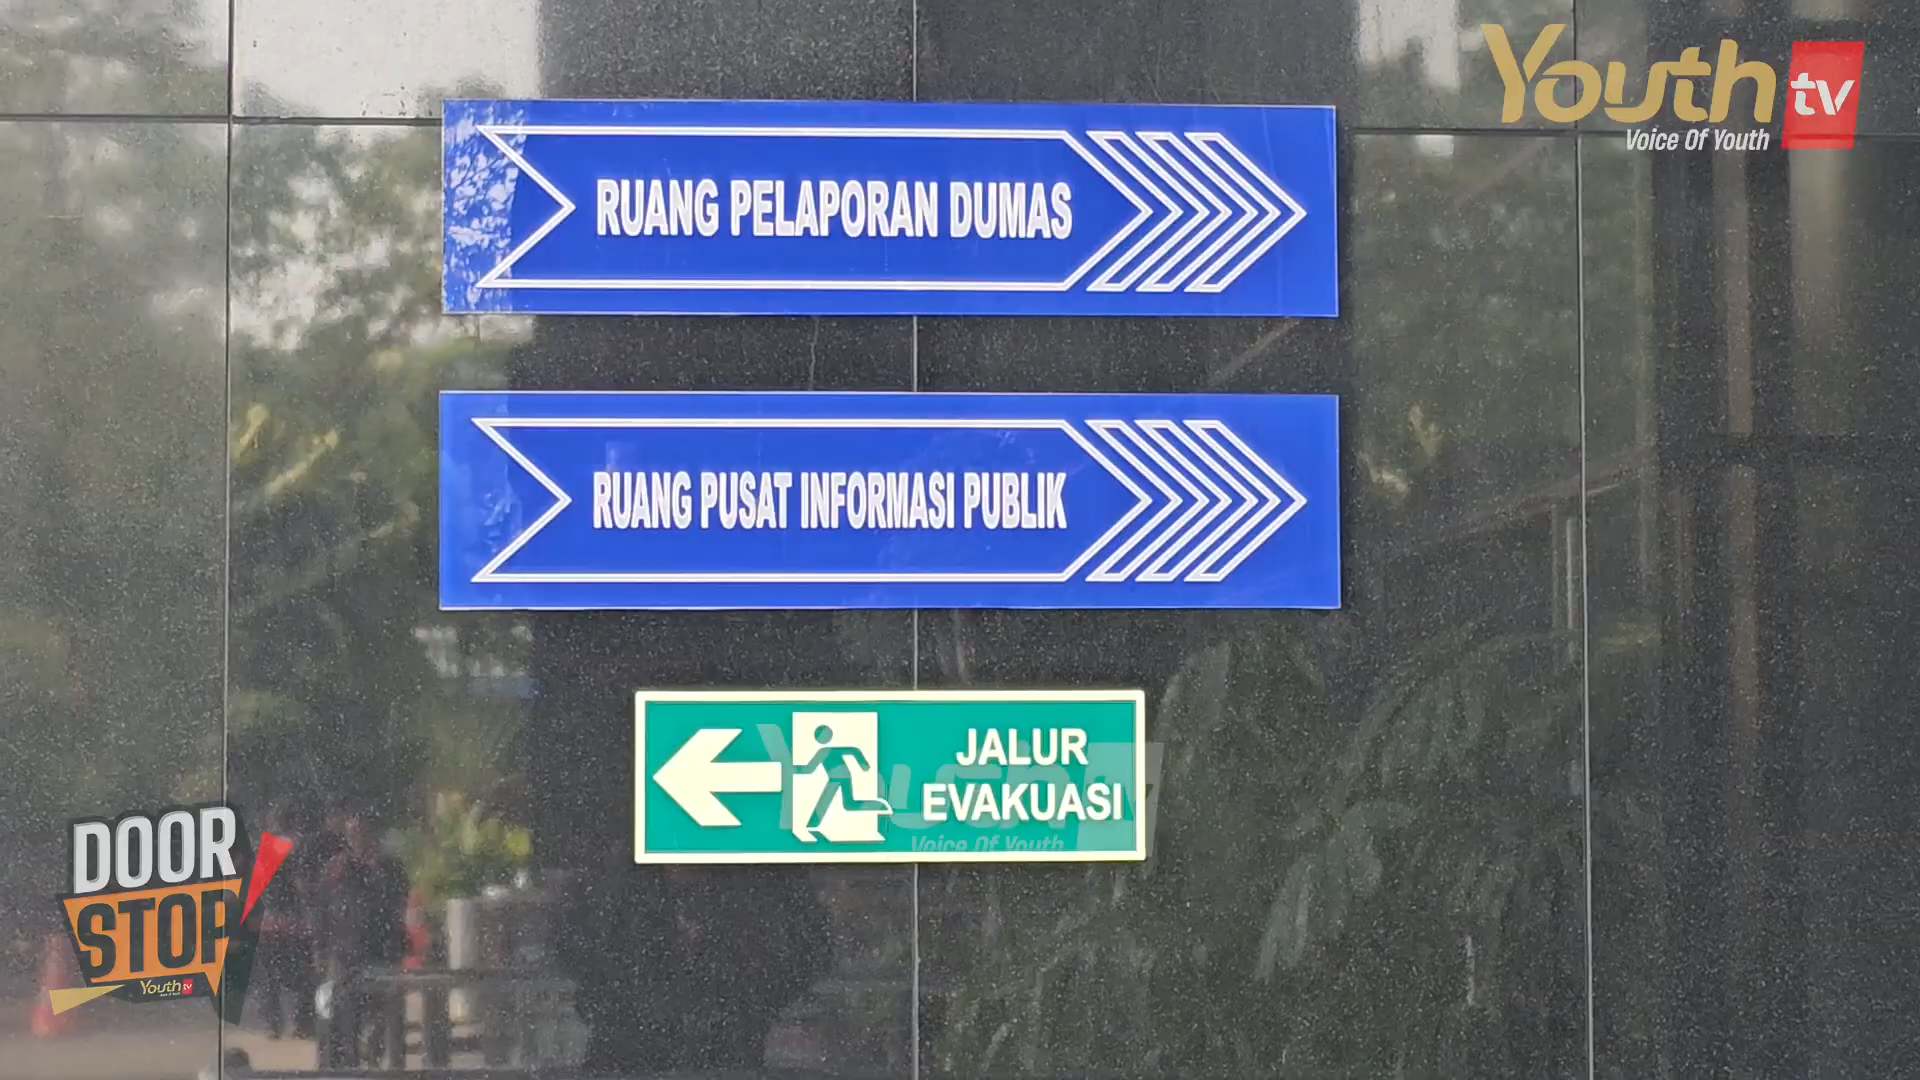 Youth tv
Voice Of Youth
RUANG PELAPORAN DUMAS
RUANG PUSAT INFORMASI PUBLIK
JALUR
EVAKUASI
Youth tv
Voice Of Youth
DOOR
STOP!
Youth tv